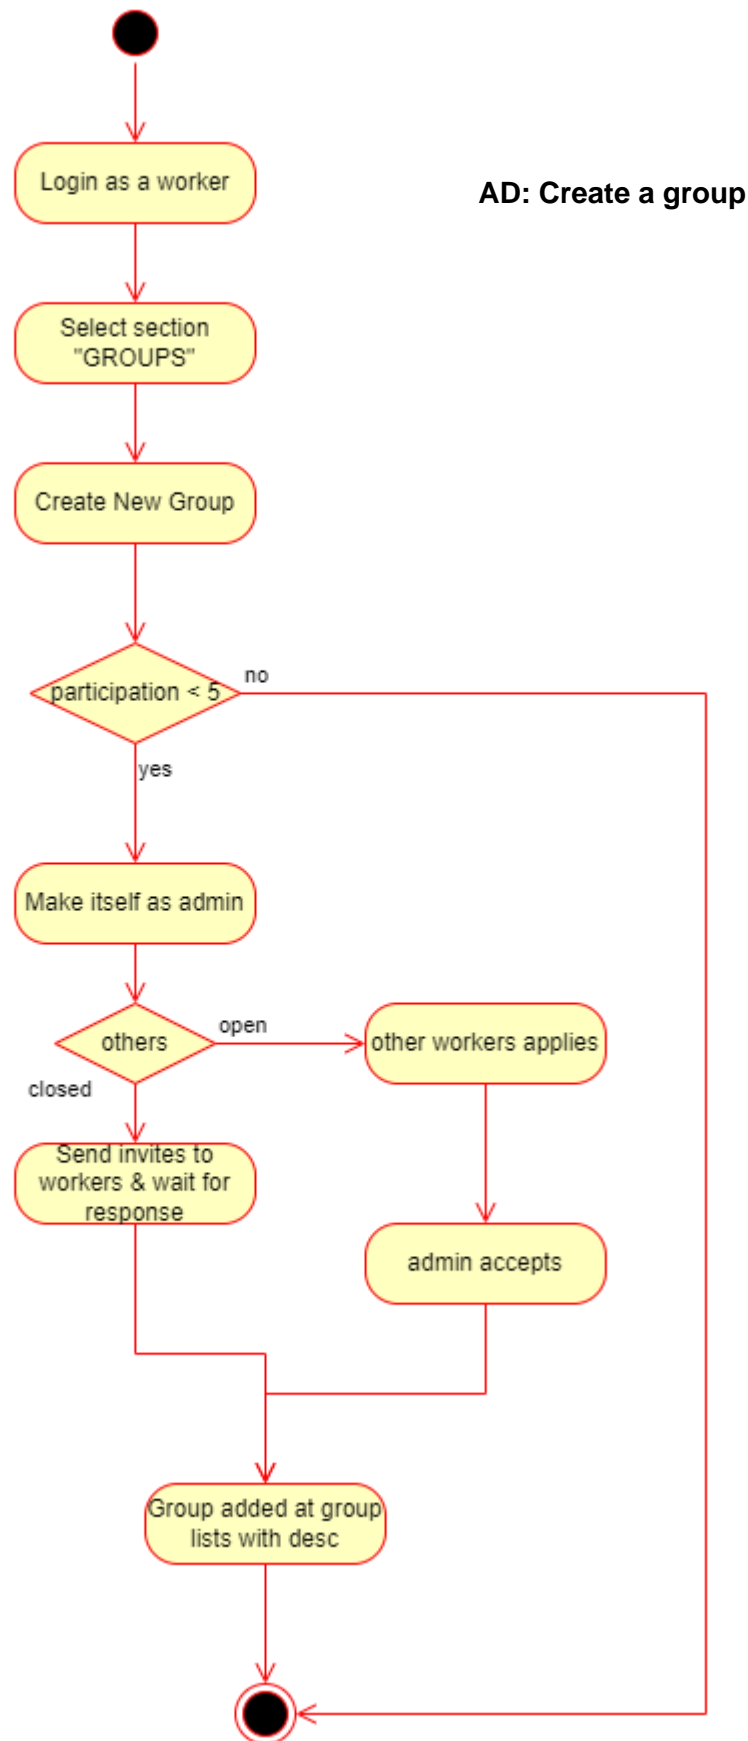 Login as a worker
AD: Create a group
Select section
"GROUPS"
Create New Group
participation < 5
no
yes
Make itself as admin
others
open
other workers applies
closed
Send invites to
workers & wait for
response
admin accepts
Group added at group
lists with desc